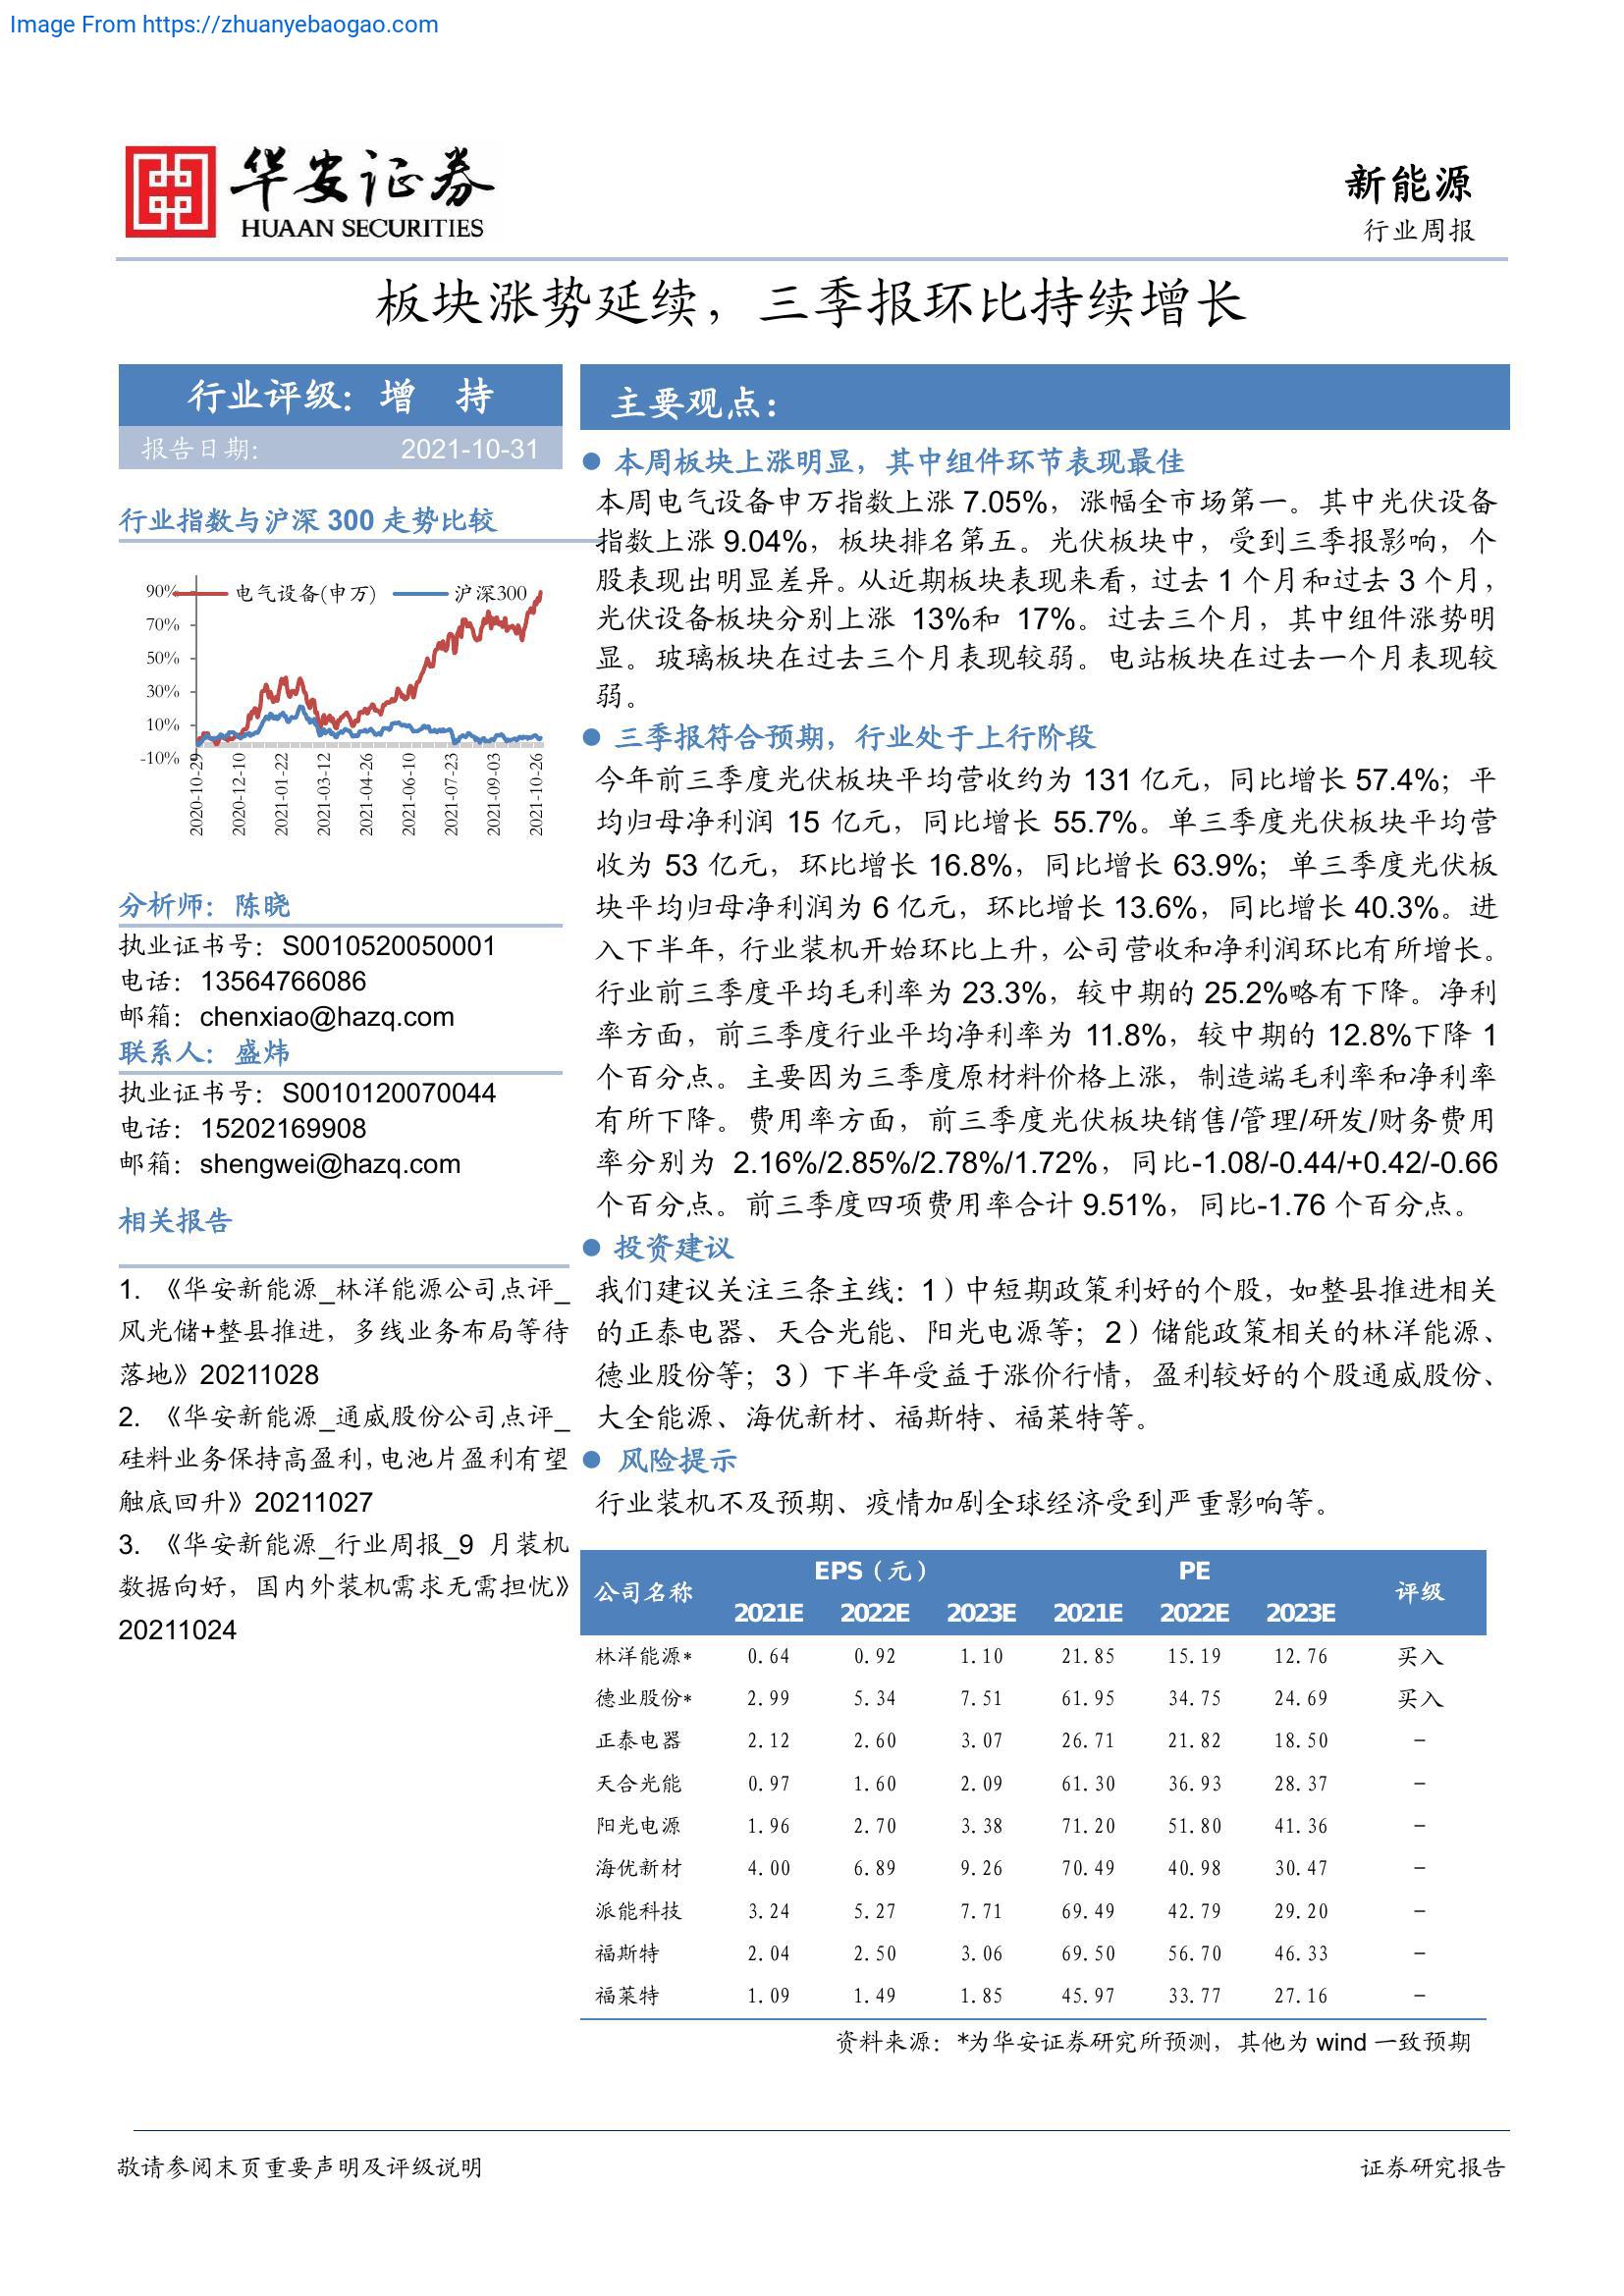 Image From https://zhuanyebaogao.com
华安证券
HUAAN SECURITIES
新能源
行业周报
板块涨势延续，三季报环比持续增长
行业评级：增 持
报告日期： 2021-10-31
行业指数与沪深 300 走势比较
电气设备(申万) 沪深300
90%
70%
50%
30%
10%
-10%
2020-10-29
2020-12-10
2021-01-22
2021-03-12
2021-04-26
2021-06-10
2021-07-23
2021-09-03
2021-10-26
分析师：陈晓
执业证书号：S0010520050001
电话：13564766086
邮箱：chenxiao@hazq.com
联系人：盛炜
执业证书号：S0010120070044
电话：15202169908
邮箱：shengwei@hazq.com
相关报告
1. 《华安新能源_林洋能源公司点评_
风光储+整县推进，多线业务布局等待
落地》20211028
2. 《华安新能源_通威股份公司点评_
硅料业务保持高盈利，电池片盈利有望
触底回升》20211027
3. 《华安新能源_行业周报_9 月装机
数据向好，国内外装机需求无需担忧》
20211024
主要观点：
● 本周板块上涨明显，其中组件环节表现最佳
本周电气设备申万指数上涨 7.05%，涨幅全市场第一。其中光伏设备
指数上涨 9.04%，板块排名第五。光伏板块中，受到三季报影响，个
股表现出明显差异。从近期板块表现来看，过去 1 个月和过去 3 个月，
光伏设备板块分别上涨 13%和 17%。过去三个月，其中组件涨势明
显。玻璃板块在过去三个月表现较弱。电站板块在过去一个月表现较
弱。
● 三季报符合预期，行业处于上行阶段
今年前三季度光伏板块平均营收约为 131 亿元，同比增长 57.4%；平
均归母净利润 15 亿元，同比增长 55.7%。单三季度光伏板块平均营
收为 53 亿元，环比增长 16.8%，同比增长 63.9%；单三季度光伏板
块平均归母净利润为 6 亿元，环比增长 13.6%，同比增长 40.3%。进
入下半年，行业装机开始环比上升，公司营收和净利润环比有所增长。
行业前三季度平均毛利率为 23.3%，较中期的 25.2%略有下降。净利
率方面，前三季度行业平均净利率为 11.8%，较中期的 12.8%下降 1
个百分点。主要因为三季度原材料价格上涨，制造端毛利率和净利率
有所下降。费用率方面，前三季度光伏板块销售/管理/研发/财务费用
率分别为 2.16%/2.85%/2.78%/1.72%，同比-1.08/-0.44/+0.42/-0.66
个百分点。前三季度四项费用率合计 9.51%，同比-1.76 个百分点。
● 投资建议
我们建议关注三条主线：1）中短期政策利好的个股，如整县推进相关
的正泰电器、天合光能、阳光电源等；2）储能政策相关的林洋能源、
德业股份等；3）下半年受益于涨价行情，盈利较好的个股通威股份、
大全能源、海优新材、福斯特、福莱特等。
● 风险提示
行业装机不及预期、疫情加剧全球经济受到严重影响等。
公司名称 EPS（元） PE 评级
2021E 2022E 2023E 2021E 2022E 2023E
林洋能源* 0.64 0.92 1.10 21.85 15.19 12.76 买入
德业股份* 2.99 5.34 7.51 61.95 34.75 24.69 买入
正泰电器 2.12 2.60 3.07 26.71 21.82 18.50 -
天合光能 0.97 1.60 2.09 61.30 36.93 28.37 -
阳光电源 1.96 2.70 3.38 71.20 51.80 41.36 -
海优新材 4.00 6.89 9.26 70.49 40.98 30.47 -
派能科技 3.24 5.27 7.71 69.49 42.79 29.20 -
福斯特 2.04 2.50 3.06 69.50 56.70 46.33 -
福莱特 1.09 1.49 1.85 45.97 33.77 27.16 -
资料来源：*为华安证券研究所预测，其他为 wind 一致预期
敬请参阅末页重要声明及评级说明 证券研究报告